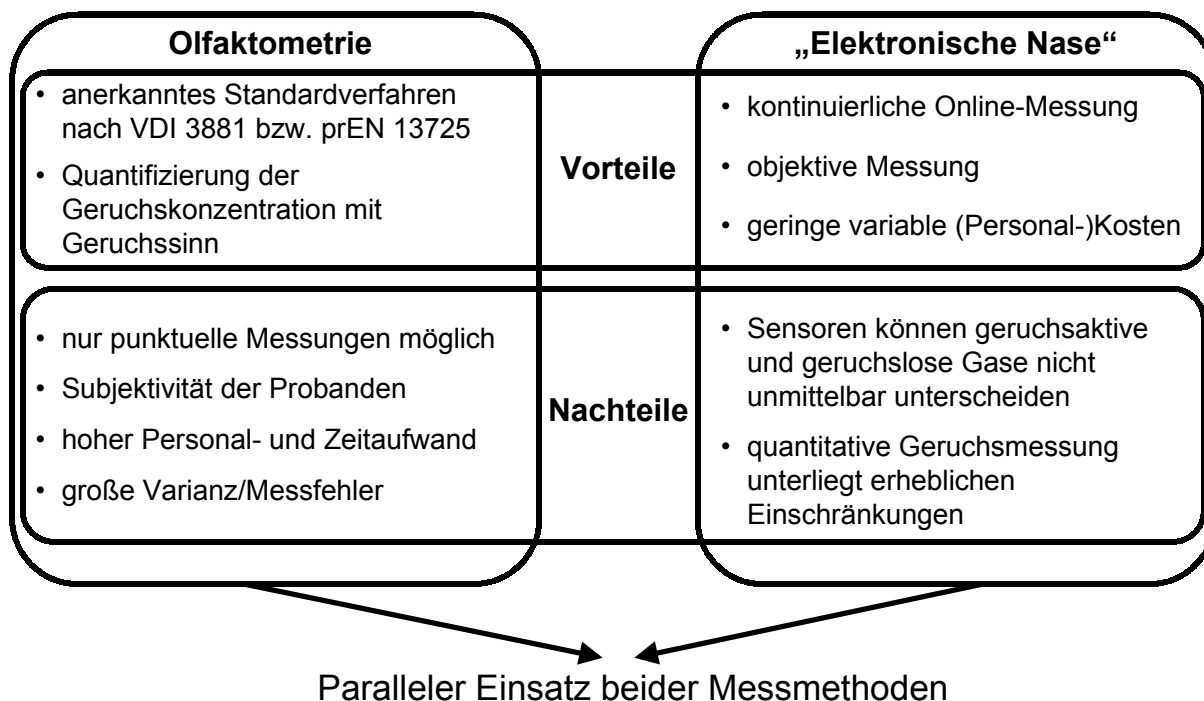 Olfaktometrie
• anerkanntes Standardverfahren
nach VDI 3881 bzw. prEN 13725
• Quantifizierung der
Geruchskonzentration mit
Geruchssinn
Vorteile
„Elektronische Nase“
• kontinuierliche Online-Messung
• objektive Messung
• geringe variable (Personal-)Kosten
• nur punktuelle Messungen möglich
• Subjektivität der Probanden
• hoher Personal- und Zeitaufwand
• große Varianz/Messfehler
Nachteile
• Sensoren können geruchsaktive
und geruchslose Gase nicht
unmittelbar unterscheiden
• quantitative Geruchsmessung
unterliegt erheblichen
Einschränkungen
Paralleler Einsatz beider Messmethoden